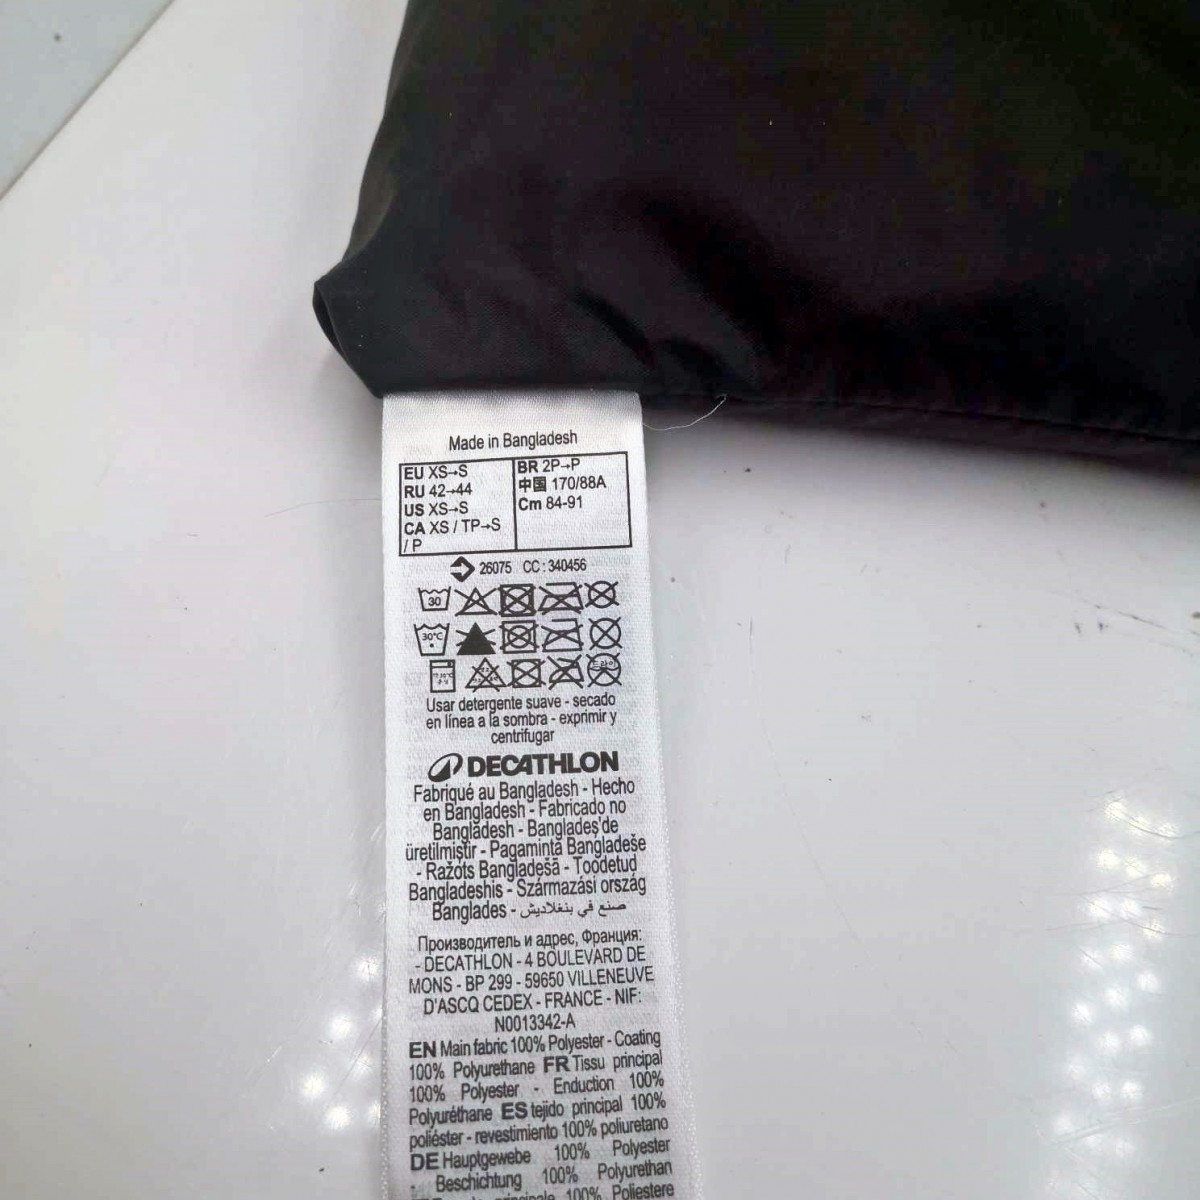 Made in Bangladesh
EU XS→S
RU 42→44
US XS→S
CA XS / TP→S
/ P
BR 2P→P
中国 170/88A
Cm 84-91
26075 CC : 340456
30
30°C
Usar detergente suave - secado
en línea a la sombra - exprimir y
centrifugar
DECATHLON
Fabriqué au Bangladesh - Hecho
en Bangladesh - Fabricado no
Bangladesh - Bangladeş'de
üretilmiştir - Pagaminta Bangladeše
- Ražots Bangladešā - Toodetud
Bangladeshis - Származási ország
Banglades - صنع في بنغلاديش
Производитель и адрес, Франция:
- DECATHLON - 4 BOULEVARD DE
MONS - BP 299 - 59650 VILLENEUVE
D'ASCQ CEDEX - FRANCE - NIF:
N0013342-A
EN Main fabric 100% Polyester - Coating
100% Polyurethane FR Tissu principal
100% Polyester - Enduction 100%
Polyuréthane ES tejido principal 100%
poliéster - revestimiento 100% poliuretano
DE Hauptgewebe 100% Polyester
- Beschichtung 100% Polyurethan
principale 100% Poliestere